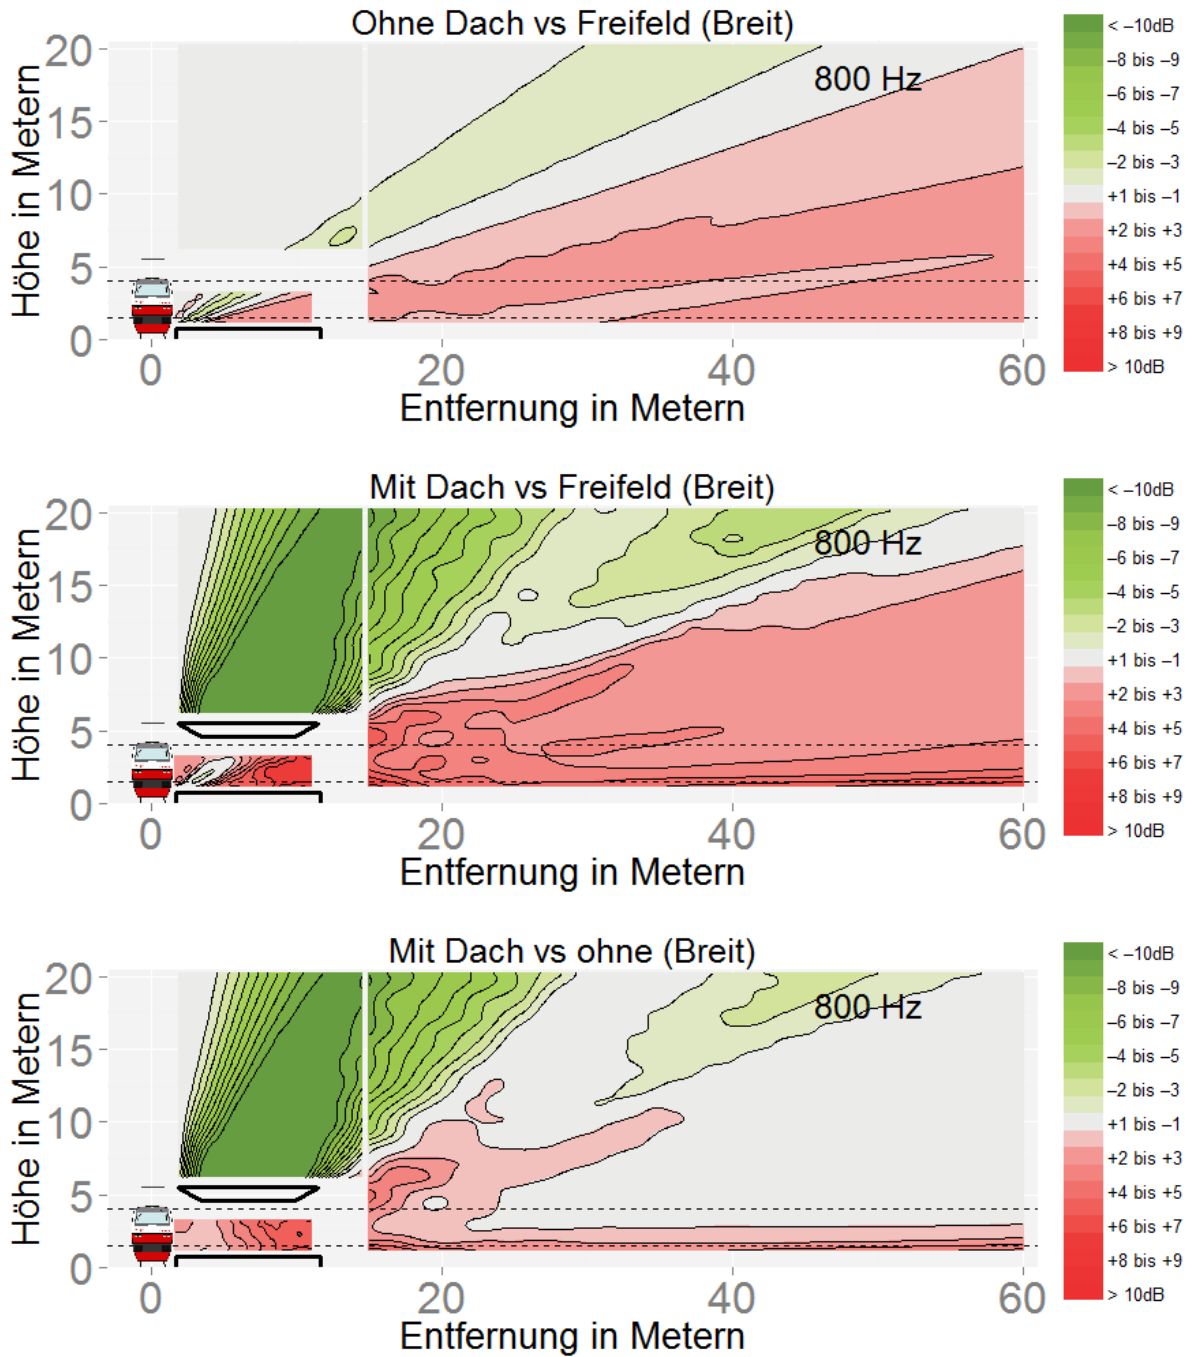 Ohne Dach vs Freifeld (Breit)
800 Hz
Höhe in Metern
20
15
10
5
0
0
20
40
60
Entfernung in Metern
< –10dB
–8 bis –9
–6 bis –7
–4 bis –5
–2 bis –3
+1 bis –1
+2 bis +3
+4 bis +5
+6 bis +7
+8 bis +9
> 10dB
Mit Dach vs Freifeld (Breit)
800 Hz
Höhe in Metern
20
15
10
5
0
0
20
40
60
Entfernung in Metern
< –10dB
–8 bis –9
–6 bis –7
–4 bis –5
–2 bis –3
+1 bis –1
+2 bis +3
+4 bis +5
+6 bis +7
+8 bis +9
> 10dB
Mit Dach vs ohne (Breit)
800 Hz
Höhe in Metern
20
15
10
5
0
0
20
40
60
Entfernung in Metern
< –10dB
–8 bis –9
–6 bis –7
–4 bis –5
–2 bis –3
+1 bis –1
+2 bis +3
+4 bis +5
+6 bis +7
+8 bis +9
> 10dB